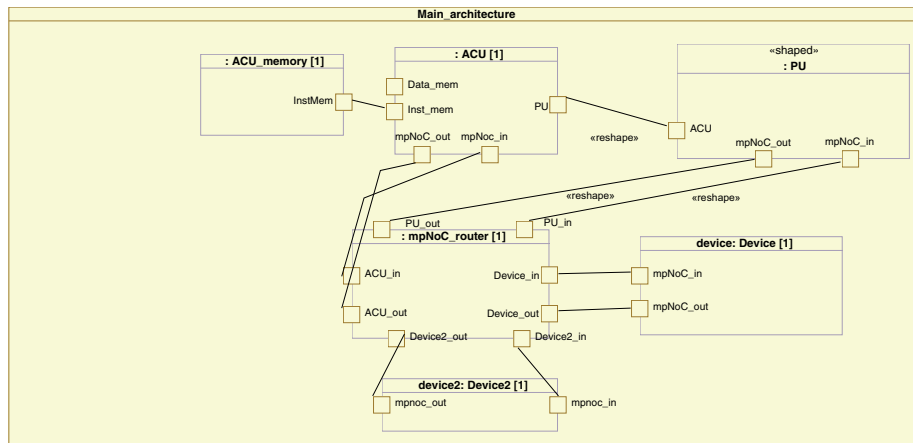 Main_architecture
: ACU_memory [1]
InstMem
: ACU [1]
Data_mem
Inst_mem
PU
mpNoC_out
mpNoc_in
«shaped»
: PU
ACU
mpNoC_out
mpNoC_in
«reshape»
«reshape»
«reshape»
PU_out
PU_in
: mpNoC_router [1]
ACU_in
ACU_out
Device_in
Device_out
Device2_out
Device2_in
device: Device [1]
mpNoC_in
mpNoC_out
device2: Device2 [1]
mpnoc_out
mpnoc_in